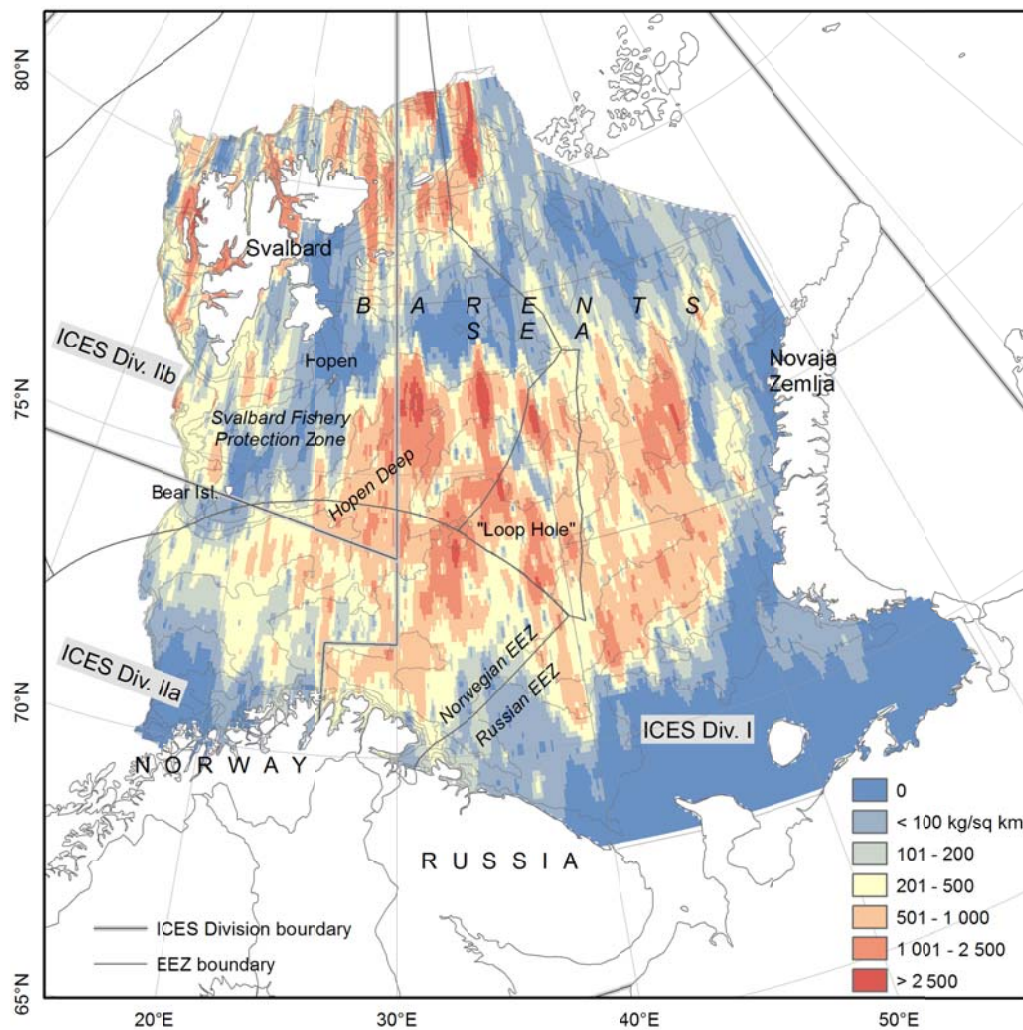 80°N
75°N
70°N
65°N
Svalbard
B A R E N T S
S E A
ICES Div. IIb
Hopen
Novaja
Zemlja
Svalbard Fishery
Protection Zone
Hopen Deep
Bear Isl.
"Loop Hole"
ICES Div. IIa
Norwegian EEZ
Russian EEZ
ICES Div. I
N O R W A Y
R U S S I A
0
< 100 kg/sq km
101 - 200
201 - 500
501 - 1 000
1 001 - 2 500
> 2 500
ICES Division boundary
EEZ boundary
20°E
30°E
40°E
50°E